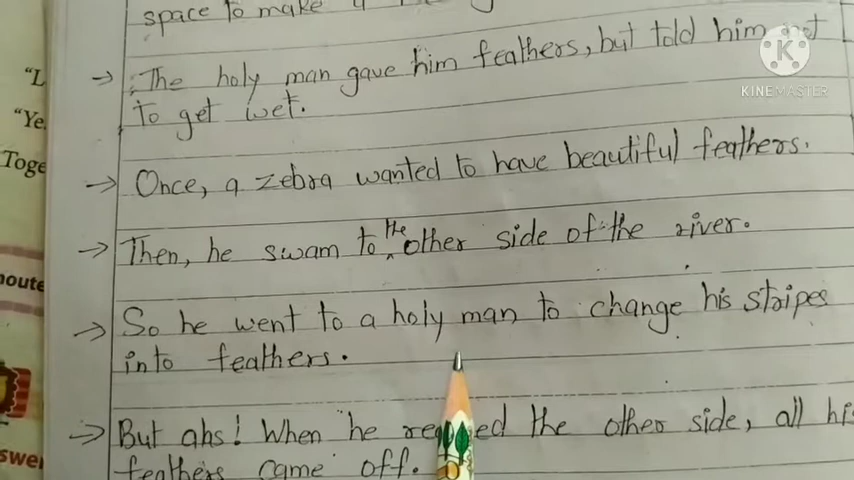 space to make
The holy man gave him feathers, but told him not
to get wet.
Once, a zebra wanted to have beautiful feathers.
Then, he swam to the other side of the river.
So he went to a holy man to change his stripes
into feathers.
But ahs! When he the other side, all his
feathers came off.
"L
"Ye
Toge
KINEMASTER